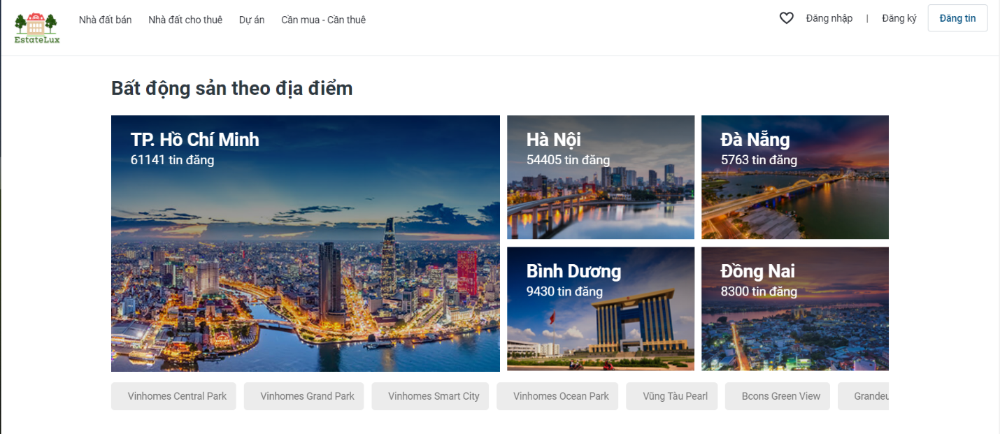 EstateLux
Nhà đất bán Nhà đất cho thuê Dự án Cần mua - Cần thuê
Đăng nhập | Đăng ký Đăng tin
Bất động sản theo địa điểm
TP. Hồ Chí Minh
61141 tin đăng
Hà Nội
54405 tin đăng
Đà Nẵng
5763 tin đăng
Bình Dương
9430 tin đăng
Đồng Nai
8300 tin đăng
Vinhomes Central Park Vinhomes Grand Park Vinhomes Smart City Vinhomes Ocean Park Vũng Tàu Pearl Bcons Green View